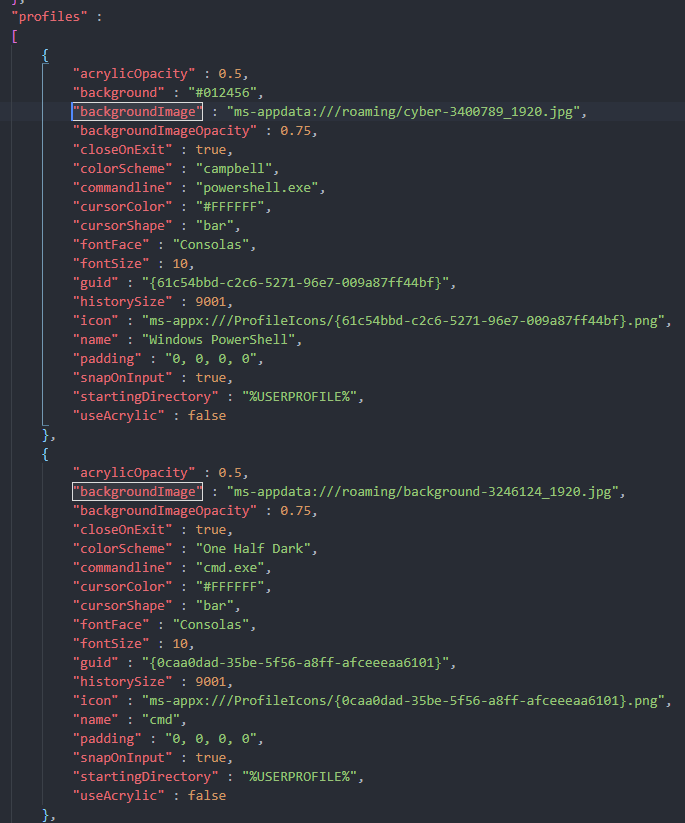 },
"profiles" :
[
{
"acrylicOpacity" : 0.5,
"background" : "#012456",
"backgroundImage" : "ms-appdata:///roaming/cyber-3400789_1920.jpg",
"backgroundImageOpacity" : 0.75,
"closeOnExit" : true,
"colorScheme" : "campbell",
"commandline" : "powershell.exe",
"cursorColor" : "#FFFFFF",
"cursorShape" : "bar",
"fontFace" : "Consolas",
"fontSize" : 10,
"guid" : "{61c54bbd-c2c6-5271-96e7-009a87ff44bf}",
"historySize" : 9001,
"icon" : "ms-appx:///ProfileIcons/{61c54bbd-c2c6-5271-96e7-009a87ff44bf}.png",
"name" : "Windows PowerShell",
"padding" : "0, 0, 0, 0",
"snapOnInput" : true,
"startingDirectory" : "%USERPROFILE%",
"useAcrylic" : false
},
{
"acrylicOpacity" : 0.5,
"backgroundImage" : "ms-appdata:///roaming/background-3246124_1920.jpg",
"backgroundImageOpacity" : 0.75,
"closeOnExit" : true,
"colorScheme" : "One Half Dark",
"commandline" : "cmd.exe",
"cursorColor" : "#FFFFFF",
"cursorShape" : "bar",
"fontFace" : "Consolas",
"fontSize" : 10,
"guid" : "{0caa0dad-35be-5f56-a8ff-afceeeaa6101}",
"historySize" : 9001,
"icon" : "ms-appx:///ProfileIcons/{0caa0dad-35be-5f56-a8ff-afceeeaa6101}.png",
"name" : "cmd",
"padding" : "0, 0, 0, 0",
"snapOnInput" : true,
"startingDirectory" : "%USERPROFILE%",
"useAcrylic" : false
},